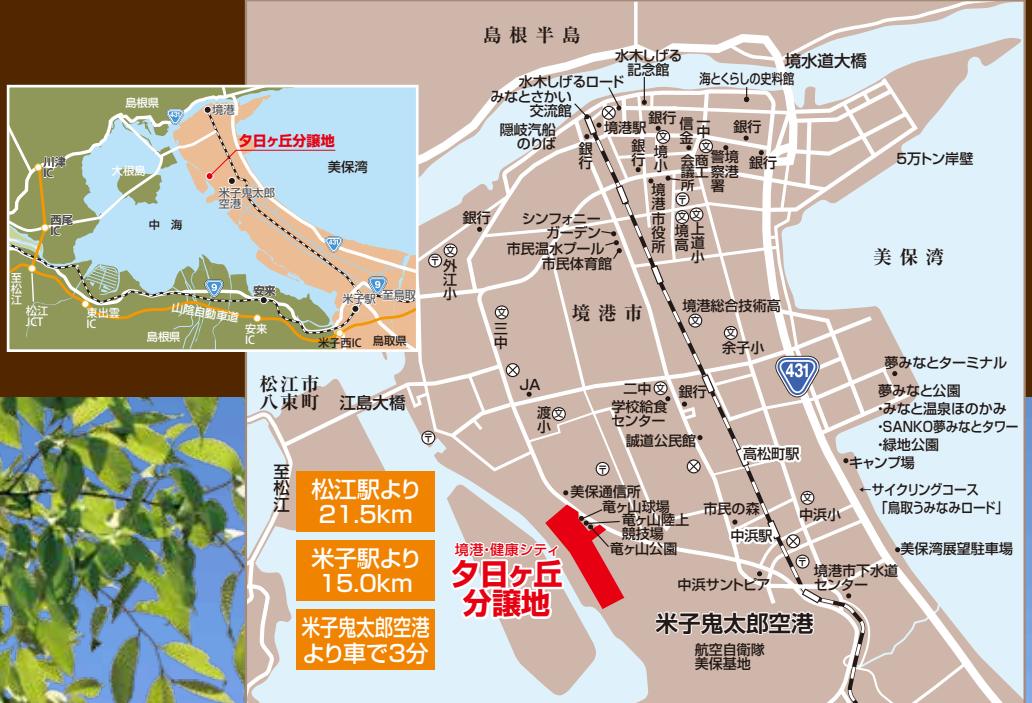 島根半島
境水道大橋
水木しげる
記念館
海とくらしの史料館
水木しげるロード
みなとさかい
交流館
隠岐汽船
のりば
境港駅
銀行
銀行
銀行
境小
信金
一中
商工
会議所
境港
警察署
銀行
銀行
5万トン岸壁
境港市役所
境高
上道小
美保湾
銀行
外江小
シンフォニー
ガーデン
市民温水プール
市民体育館
境港市
境港総合技術高
余子小
三中
JA
渡小
二中
銀行
学校給食
センター
誠道公民館
高松町駅
431
夢みなとターミナル
夢みなと公園
・みなと温泉ほのかみ
・SANKO夢みなとタワー
・緑地公園
キャンプ場
←サイクリングコース
「鳥取うみなみロード」
美保湾展望駐車場
松江市
八束町
江島大橋
至松江
美保通信所
竜ヶ山球場
竜ヶ山陸上
競技場
竜ヶ山公園
市民の森
中浜駅
中浜小
中浜サントピア
境港市下水道
センター
米子鬼太郎空港
航空自衛隊
美保基地
境港・健康シティ
夕日ヶ丘
分譲地
松江駅より
21.5km
米子駅より
15.0km
米子鬼太郎空港
より車で3分
島根県
431
境港
夕日ヶ丘分譲地
美保湾
川津
IC
大根島
米子鬼太郎
空港
西尾
IC
中海
431
9
安来
9
米子駅
至鳥取
至松江
松江
JCT
東出雲
IC
山陰自動車道
島根県
安来
IC
米子西IC
鳥取県
文
文
文
文
文
文
文
文
文
文
文